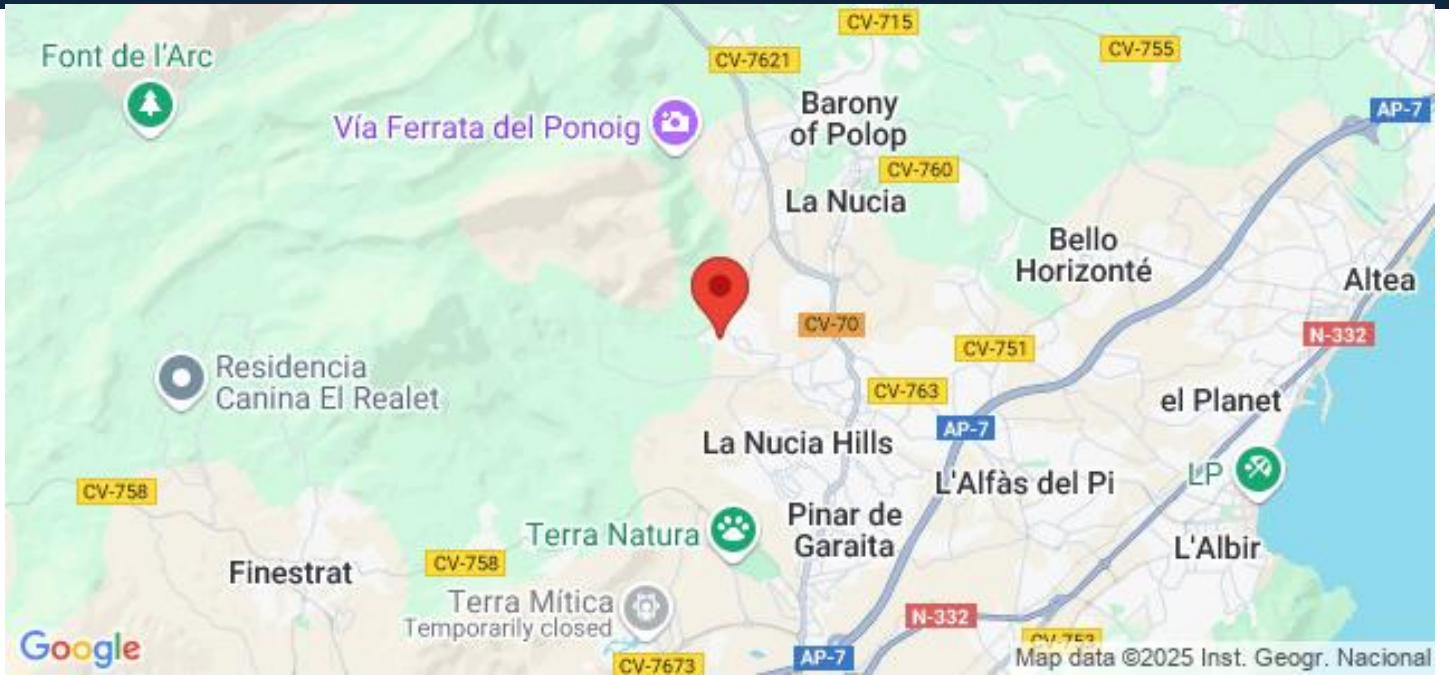 CV-715
Font de l'Arc
CV-7621
CV-755
Barony
of Polop
AP-7
Vía Ferrata del Ponoig
CV-760
La Nucia
Bello
Horizonté
Altea
CV-70
N-332
CV-751
Residencia
Canina El Realet
CV-763
el Planet
AP-7
La Nucia Hills
LP
L'Alfàs del Pi
CV-758
Pinar de
Garaita
Terra Natura
L'Albir
CV-758
Finestrat
Terra Mítica
Temporarily closed
N-332
CV-753
Google
CV-7673
AP-7
Map data ©2025 Inst. Geogr. Nacional